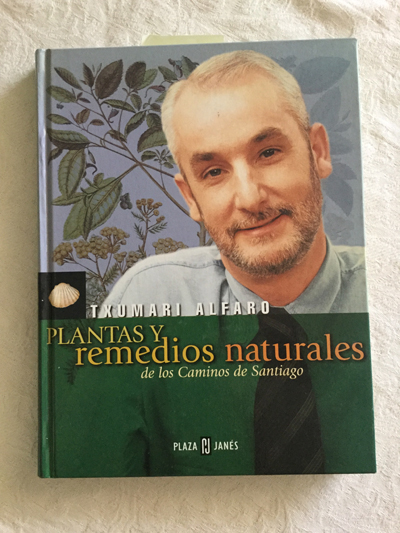 TXUMARI ALFARO
PLANTAS Y
remedios naturales
de los Caminos de Santiago
PLAZA JANÉS